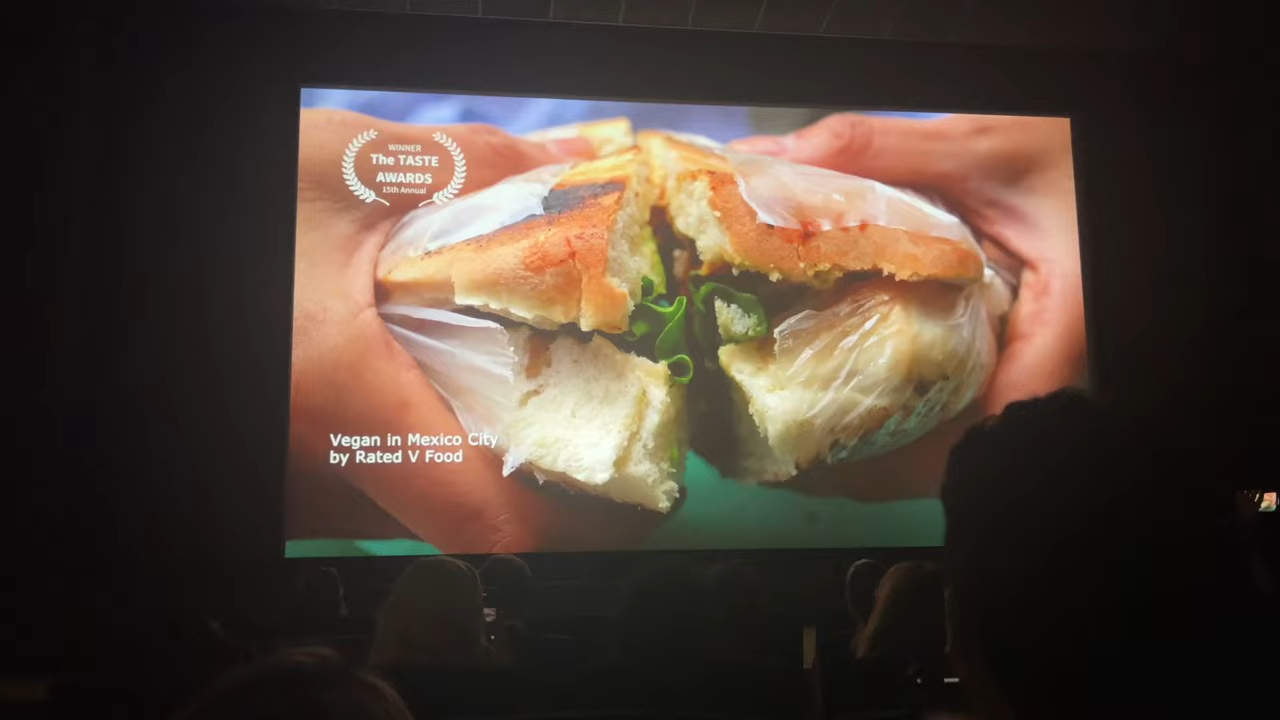 WINNER
The TASTE
AWARDS
15th Annual
Vegan in Mexico City
by Rated V Food